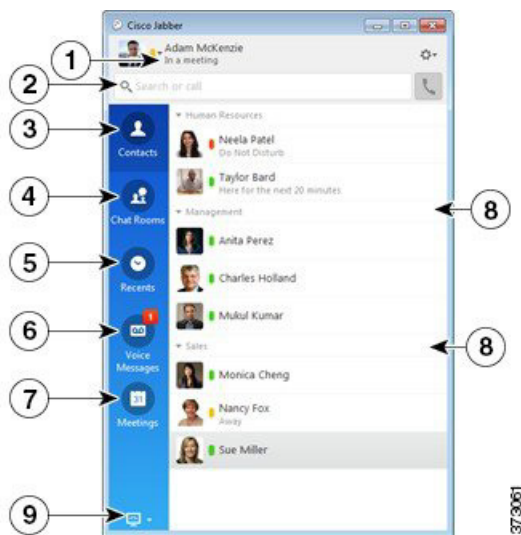 Cisco Jabber
1
Adam McKenzie
In a meeting
2
Search or call
3
Contacts
Human Resources
Neela Patel
Do Not Disturb
Taylor Bard
Here for the next 20 minutes
4
Chat Rooms
Management
8
Anita Perez
5
Recents
Charles Holland
6
1
Voice
Messages
Mukul Kumar
Sales
8
Monica Cheng
7
31
Meetings
Nancy Fox
Away
Sue Miller
9
373061